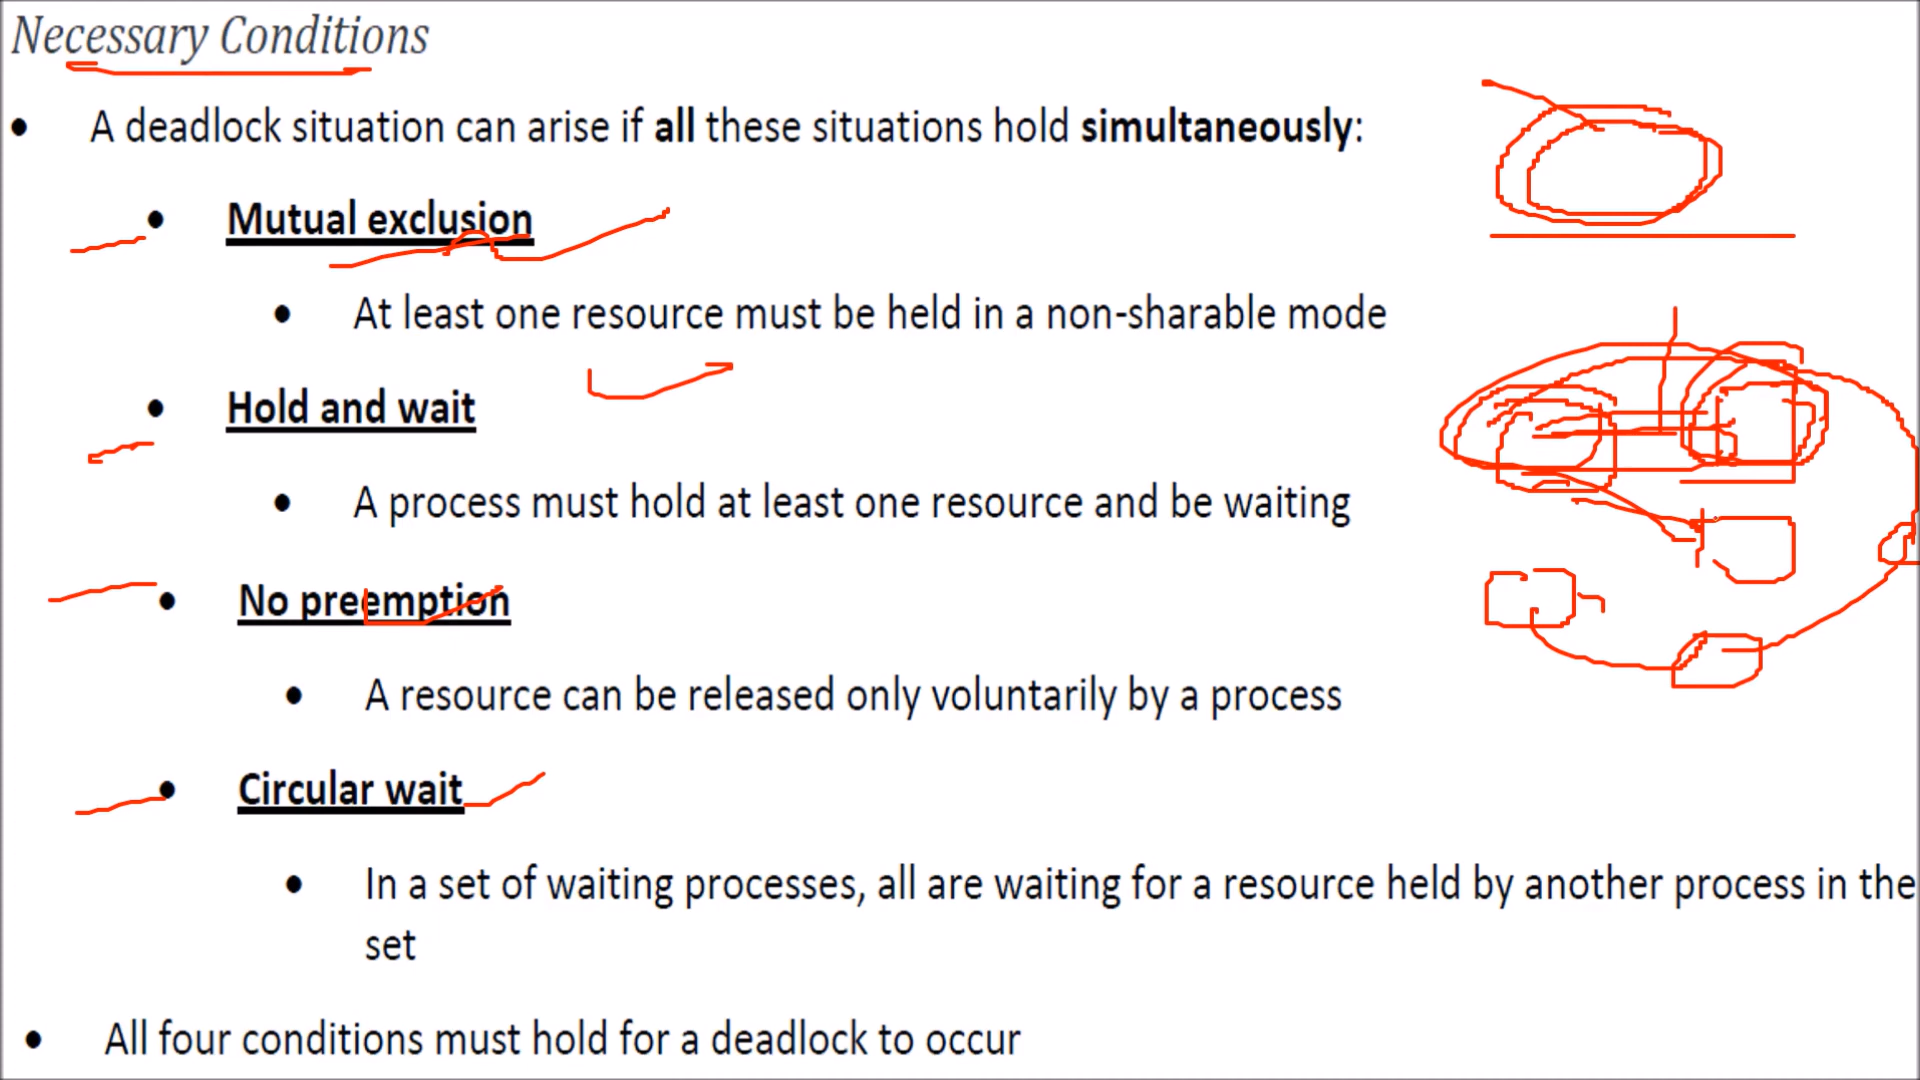 Necessary Conditions
• A deadlock situation can arise if all these situations hold simultaneously:
• Mutual exclusion
• At least one resource must be held in a non-sharable mode
• Hold and wait
• A process must hold at least one resource and be waiting
• No preemption
• A resource can be released only voluntarily by a process
• Circular wait
• In a set of waiting processes, all are waiting for a resource held by another process in the
set
• All four conditions must hold for a deadlock to occur